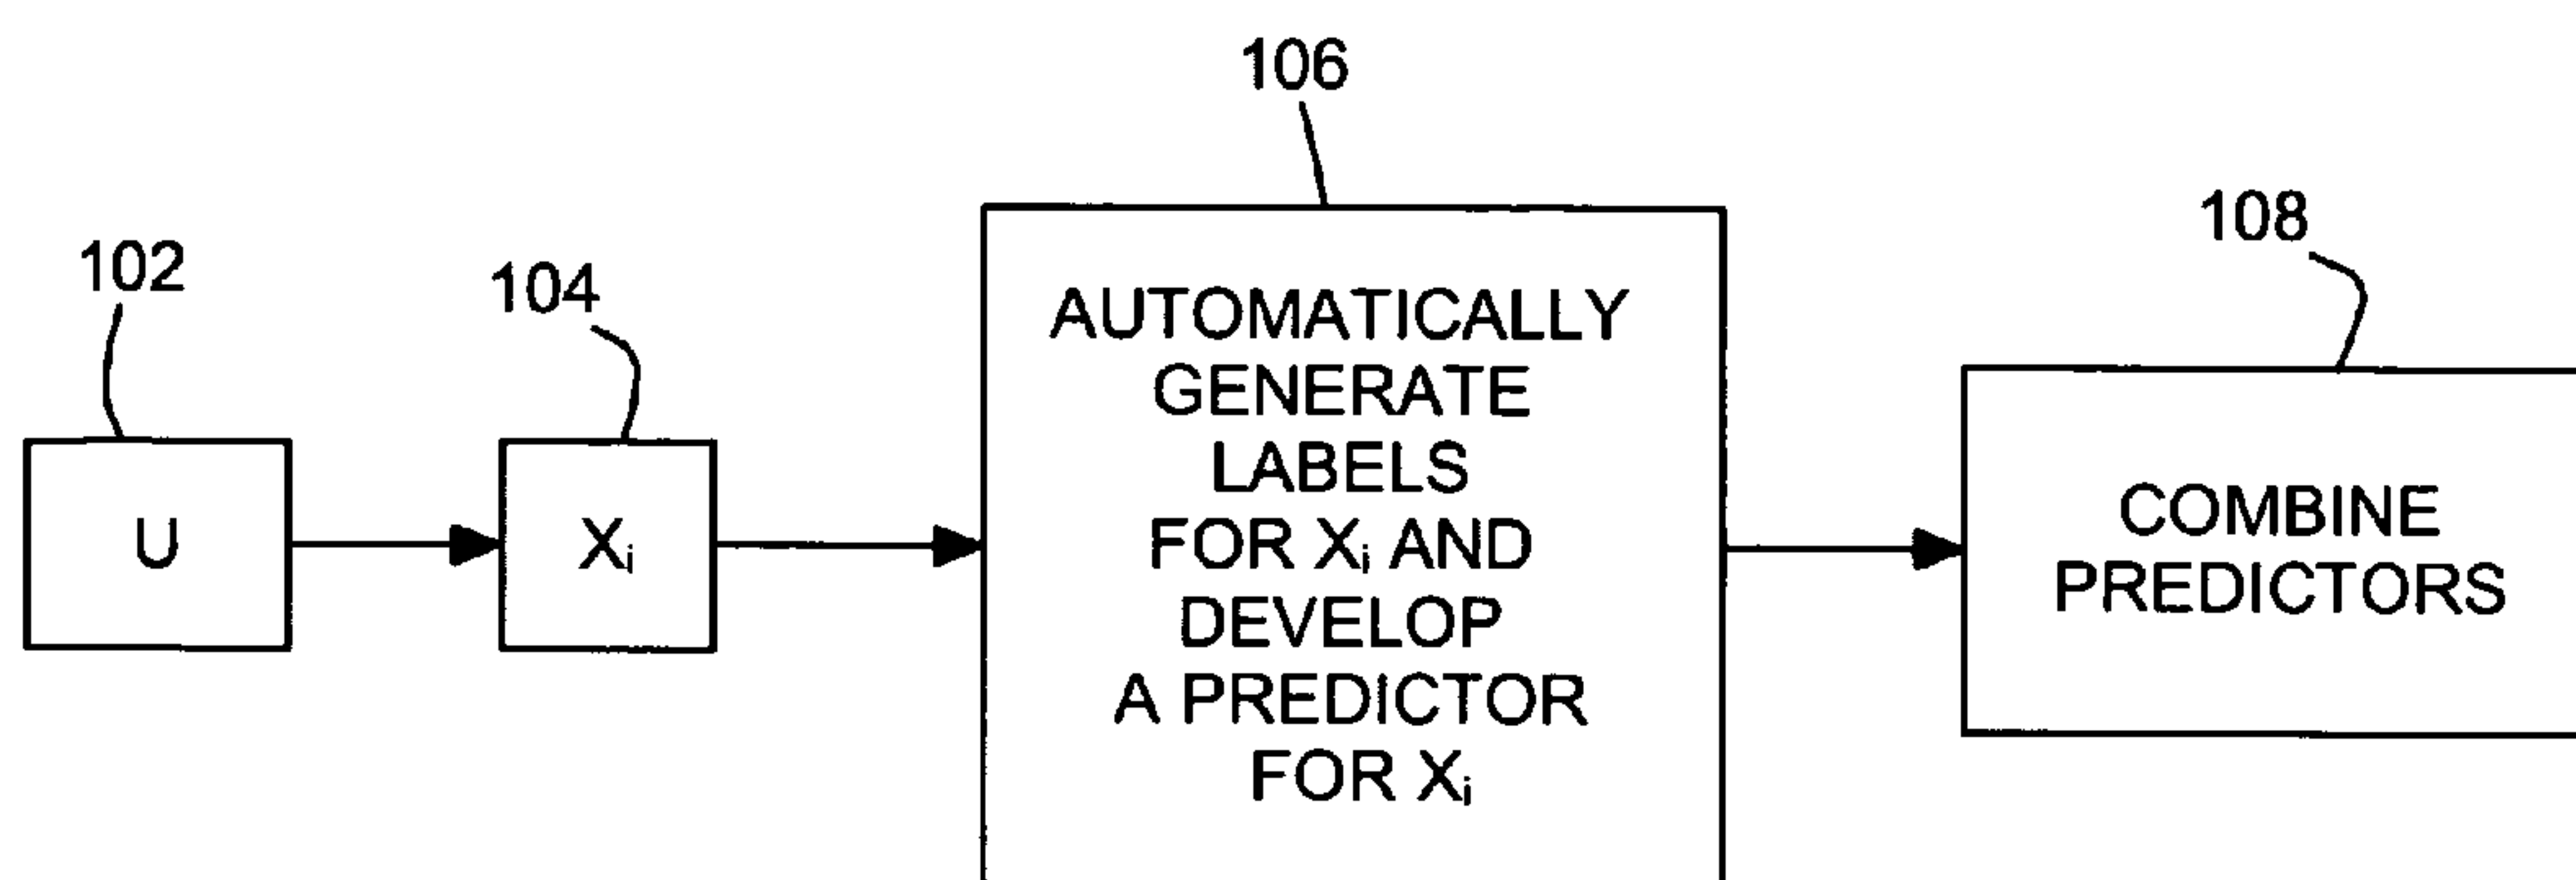 106
108
102
104
AUTOMATICALLY
GENERATE
LABELS
FOR Xᵢ AND
DEVELOP
A PREDICTOR
FOR Xᵢ
COMBINE
PREDICTORS
U
Xᵢ